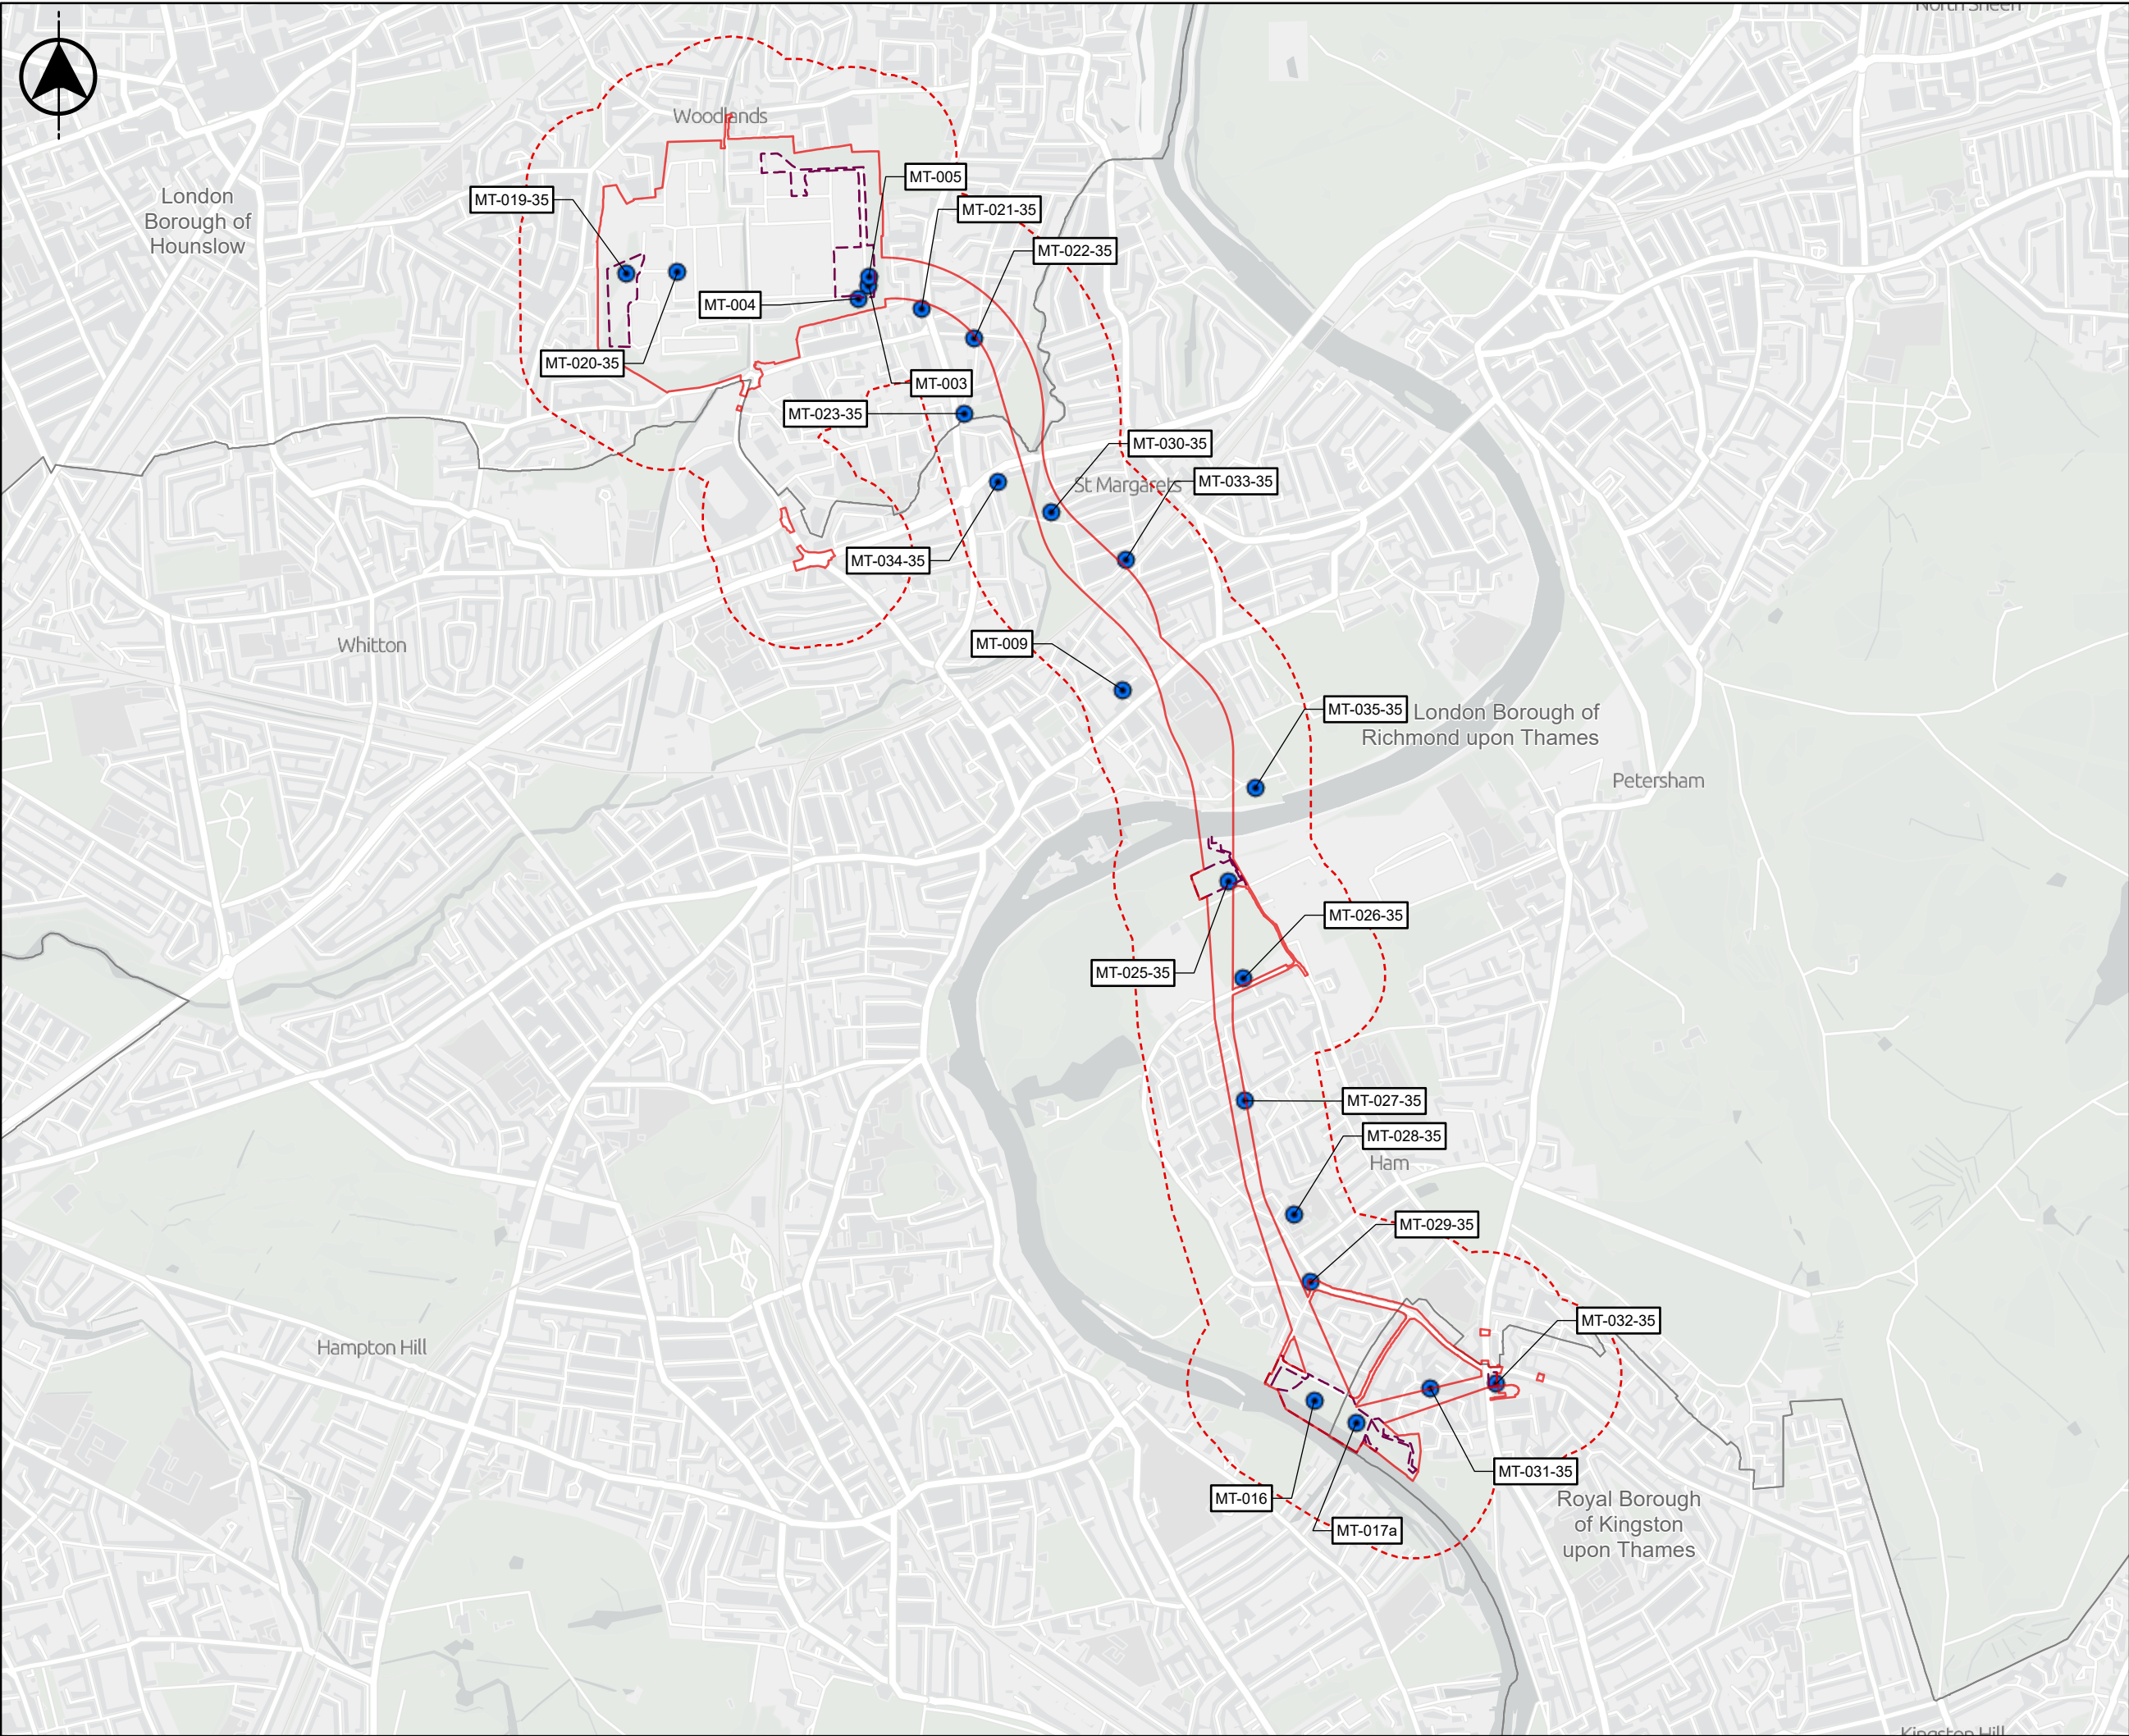 North Sheen
Woodlands
London
Borough of
Hounslow
MT-005
MT-019-35
MT-021-35
MT-022-35
MT-004
MT-020-35
MT-003
MT-023-35
MT-030-35
St Margarets
MT-033-35
MT-034-35
Whitton
MT-009
MT-035-35
London Borough of
Richmond upon Thames
Petersham
MT-026-35
MT-025-35
MT-027-35
MT-028-35
Ham
MT-029-35
MT-032-35
Hampton Hill
MT-031-35
MT-016
Royal Borough
of Kingston
upon Thames
MT-017a
Kingston Hill